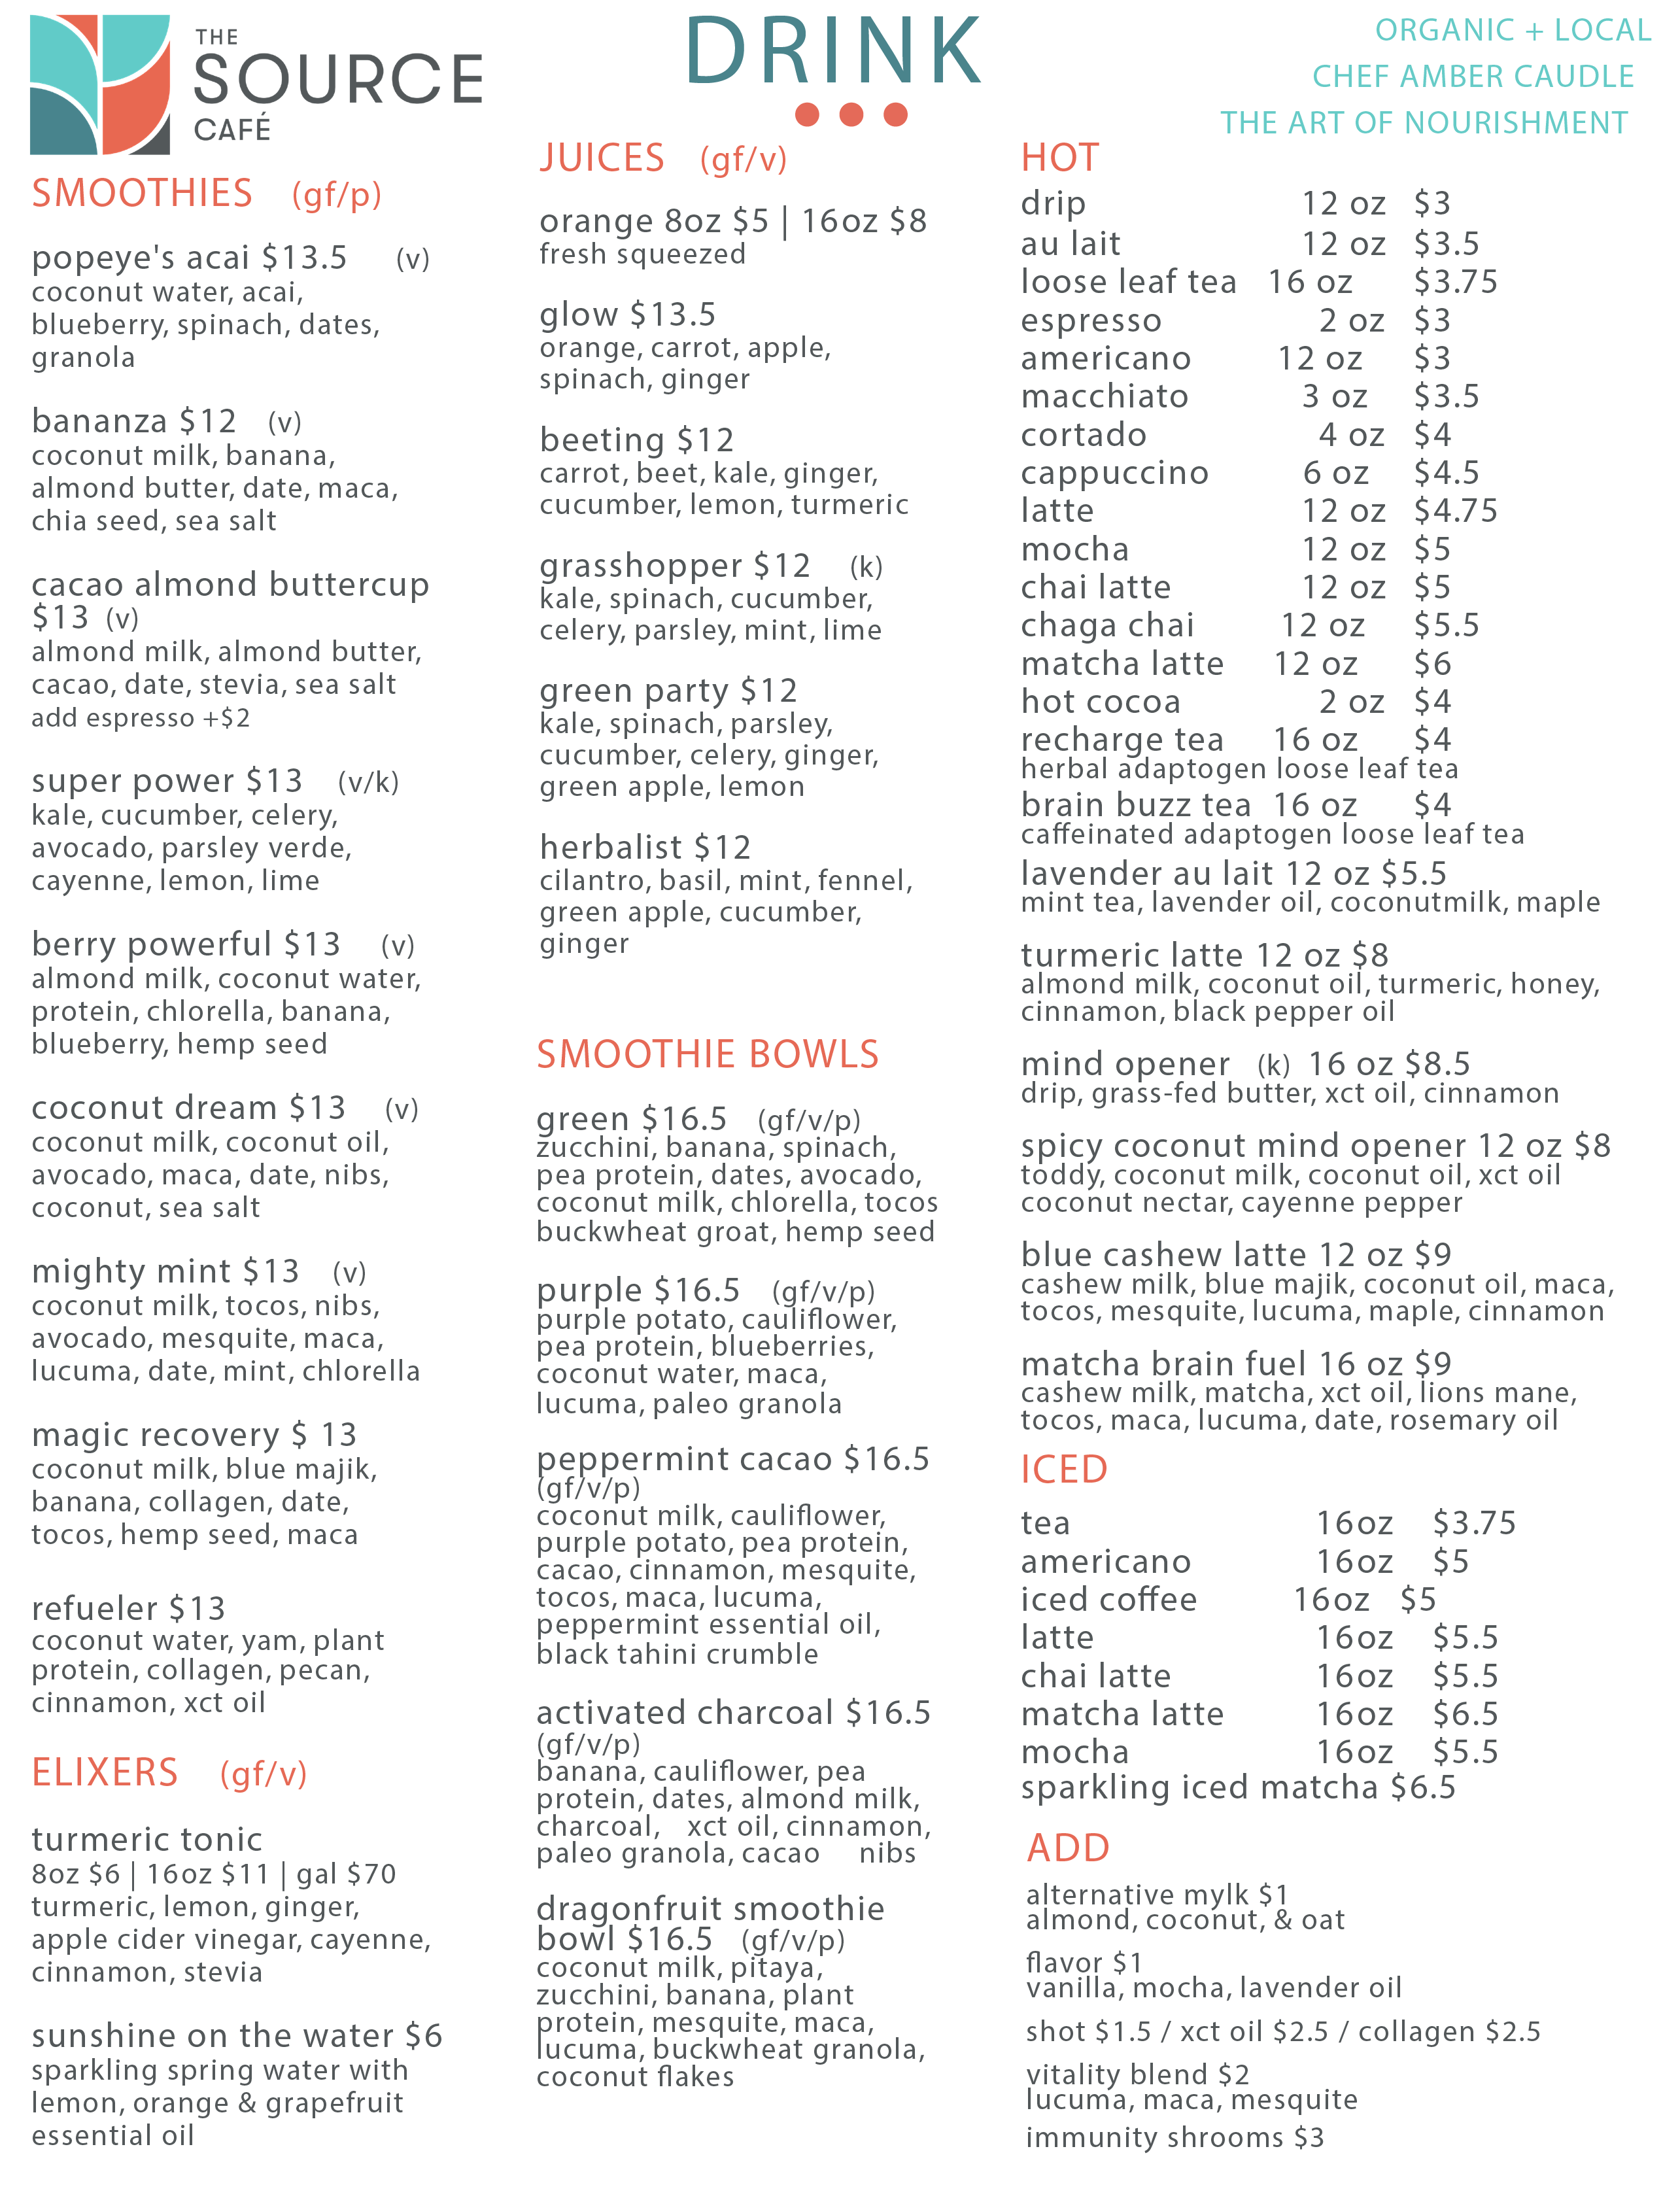 THE
SOURCE
CAFÉ
DRINK
ORGANIC + LOCAL
CHEF AMBER CAUDLE
THE ART OF NOURISHMENT
SMOOTHIES (gf/p)
popeye's acai $13.5 (v)
coconut water, acai,
blueberry, spinach, dates,
granola
bananza $12 (v)
coconut milk, banana,
almond butter, date, maca,
chia seed, sea salt
cacao almond buttercup
$13 (v)
almond milk, almond butter,
cacao, date, stevia, sea salt
add espresso +$2
super power $13 (v/k)
kale, cucumber, celery,
avocado, parsley verde,
cayenne, lemon, lime
berry powerful $13 (v)
almond milk, coconut water,
protein, chlorella, banana,
blueberry, hemp seed
coconut dream $13 (v)
coconut milk, coconut oil,
avocado, maca, date, nibs,
coconut, sea salt
mighty mint $13 (v)
coconut milk, tocos, nibs,
avocado, mesquite, maca,
lucuma, date, mint, chlorella
magic recovery $ 13
coconut milk, blue majik,
banana, collagen, date,
tocos, hemp seed, maca
refueler $13
coconut water, yam, plant
protein, collagen, pecan,
cinnamon, xct oil
ELIXERS (gf/v)
turmeric tonic
8oz $6 | 16oz $11 | gal $70
turmeric, lemon, ginger,
apple cider vinegar, cayenne,
cinnamon, stevia
sunshine on the water $6
sparkling spring water with
lemon, orange & grapefruit
essential oil
JUICES (gf/v)
orange 8oz $5 | 16oz $8
fresh squeezed
glow $13.5
orange, carrot, apple,
spinach, ginger
beeting $12
carrot, beet, kale, ginger,
cucumber, lemon, turmeric
grasshopper $12 (k)
kale, spinach, cucumber,
celery, parsley, mint, lime
green party $12
kale, spinach, parsley,
cucumber, celery, ginger,
green apple, lemon
herbalist $12
cilantro, basil, mint, fennel,
green apple, cucumber,
ginger
SMOOTHIE BOWLS
green $16.5 (gf/v/p)
zucchini, banana, spinach,
pea protein, dates, avocado,
coconut milk, chlorella, tocos
buckwheat groat, hemp seed
purple $16.5 (gf/v/p)
purple potato, cauliflower,
pea protein, blueberries,
coconut water, maca,
lucuma, paleo granola
peppermint cacao $16.5
(gf/v/p)
coconut milk, cauliflower,
purple potato, pea protein,
cacao, cinnamon, mesquite,
tocos, maca, lucuma,
peppermint essential oil,
black tahini crumble
activated charcoal $16.5
(gf/v/p)
banana, cauliflower, pea
protein, dates, almond milk,
charcoal, xct oil, cinnamon,
paleo granola, cacao nibs
dragonfruit smoothie
bowl $16.5 (gf/v/p)
coconut milk, pitaya,
zucchini, banana, plant
protein, mesquite, maca,
lucuma, buckwheat granola,
coconut flakes
HOT
drip 12 oz $3
au lait 12 oz $3.5
loose leaf tea 16 oz $3.75
espresso 2 oz $3
americano 12 oz $3
macchiato 3 oz $3.5
cortado 4 oz $4
cappuccino 6 oz $4.5
latte 12 oz $4.75
mocha 12 oz $5
chai latte 12 oz $5
chaga chai 12 oz $5.5
matcha latte 12 oz $6
hot cocoa 2 oz $4
recharge tea 16 oz $4
herbal adaptogen loose leaf tea
brain buzz tea 16 oz $4
caffeinated adaptogen loose leaf tea
lavender au lait 12 oz $5.5
mint tea, lavender oil, coconutmilk, maple
turmeric latte 12 oz $8
almond milk, coconut oil, turmeric, honey,
cinnamon, black pepper oil
mind opener (k) 16 oz $8.5
drip, grass-fed butter, xct oil, cinnamon
spicy coconut mind opener 12 oz $8
toddy, coconut milk, coconut oil, xct oil
coconut nectar, cayenne pepper
blue cashew latte 12 oz $9
cashew milk, blue majik, coconut oil, maca,
tocos, mesquite, lucuma, maple, cinnamon
matcha brain fuel 16 oz $9
cashew milk, matcha, xct oil, lions mane,
tocos, maca, lucuma, date, rosemary oil
ICED
tea 16oz $3.75
americano 16oz $5
iced coffee 16oz $5
latte 16oz $5.5
chai latte 16oz $5.5
matcha latte 16oz $6.5
mocha 16oz $5.5
sparkling iced matcha $6.5
ADD
alternative mylk $1
almond, coconut, & oat
flavor $1
vanilla, mocha, lavender oil
shot $1.5 / xct oil $2.5 / collagen $2.5
vitality blend $2
lucuma, maca, mesquite
immunity shrooms $3